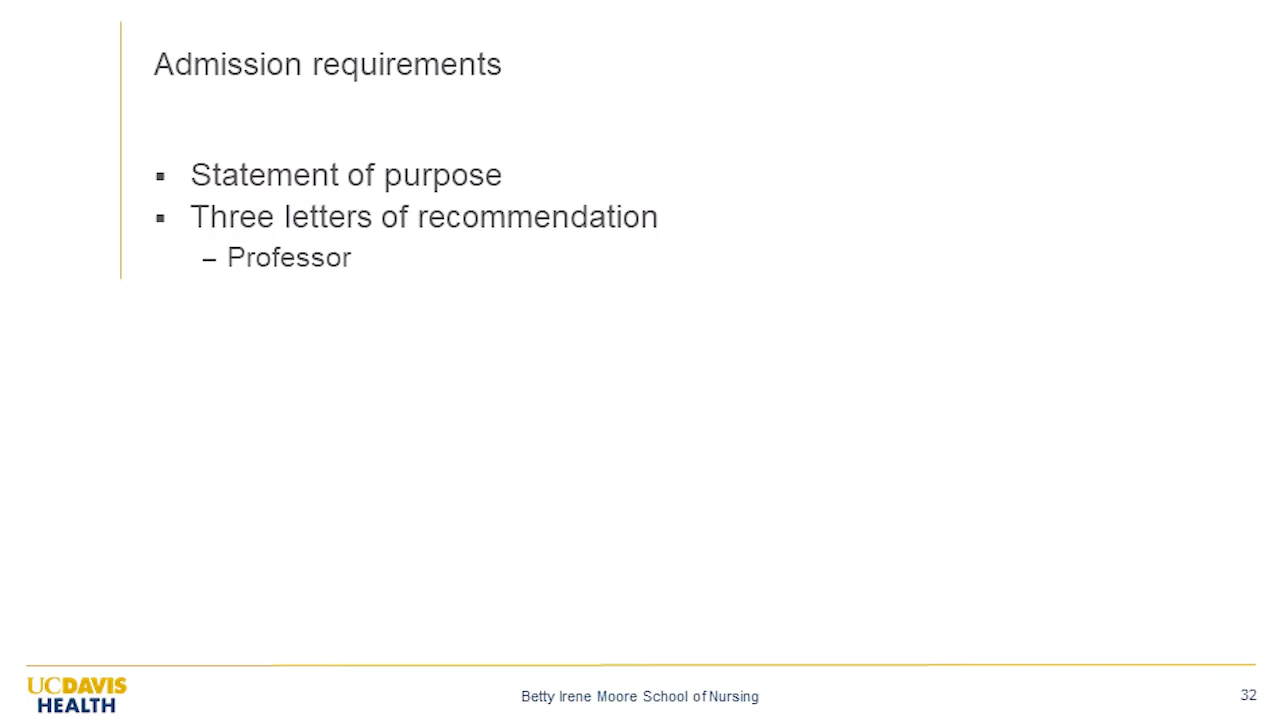 Admission requirements
▪ Statement of purpose
▪ Three letters of recommendation
– Professor
UCDAVIS
HEALTH
Betty Irene Moore School of Nursing
32